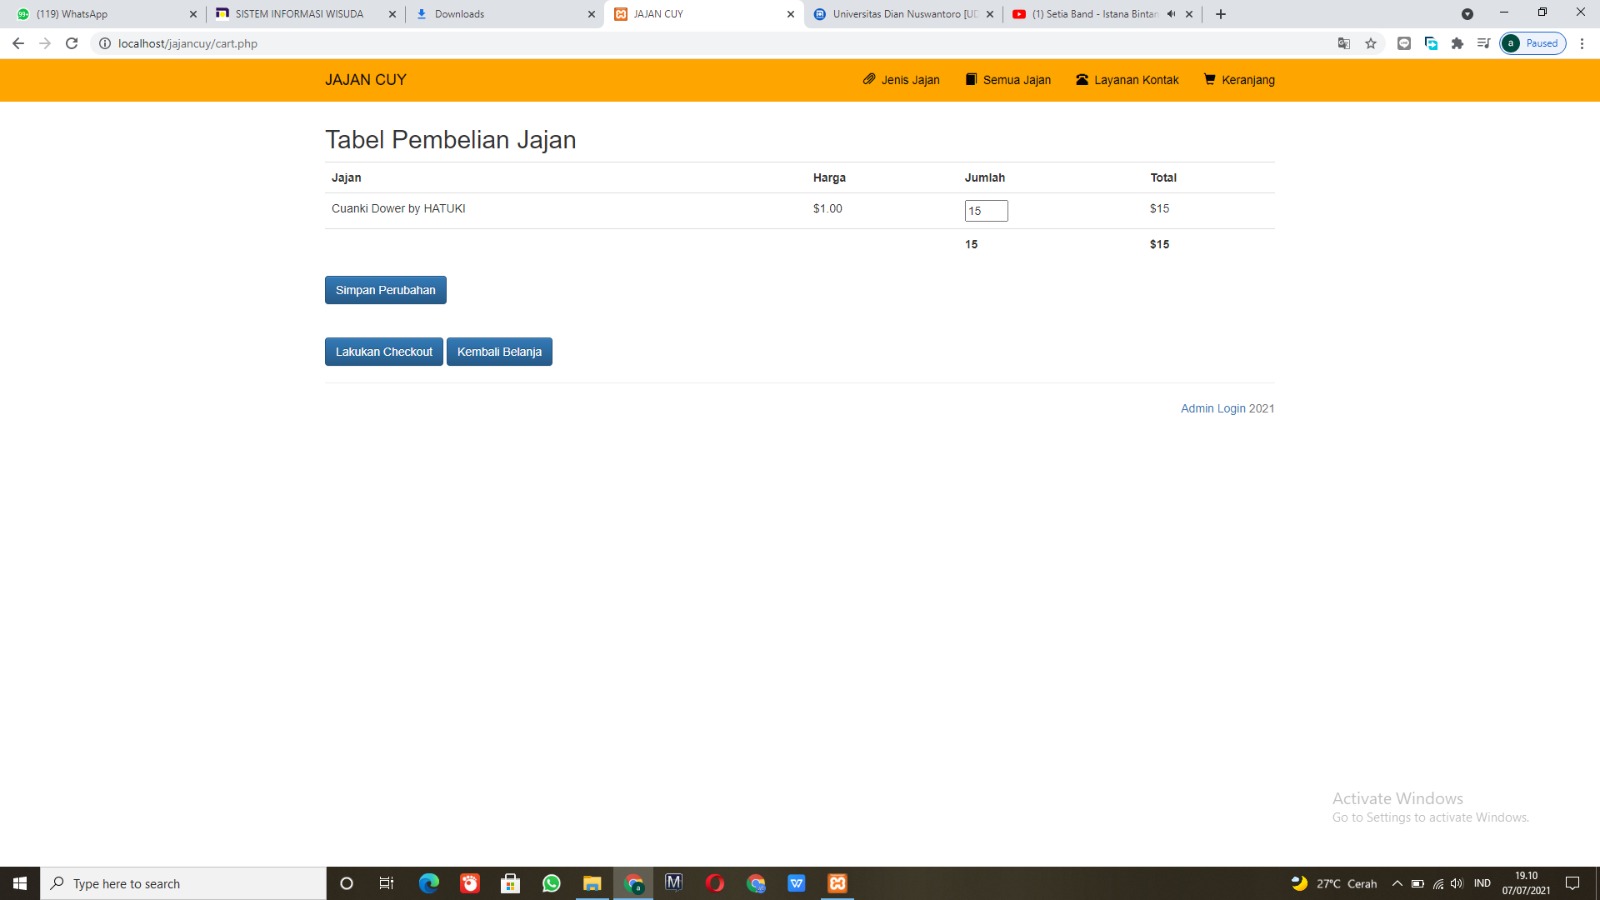 (119) WhatsApp
SISTEM INFORMASI WISUDA
Downloads
JAJAN CUY
Universitas Dian Nuswantoro [UD
(1) Setia Band - Istana Bintan
localhost/jajancuy/cart.php
a Paused
JAJAN CUY
Jenis Jajan
Semua Jajan
Layanan Kontak
Keranjang
Tabel Pembelian Jajan
Jajan Harga Jumlah Total
Cuanki Dower by HATUKI $1.00 15 $15
15 $15
Simpan Perubahan
Lakukan Checkout
Kembali Belanja
Admin Login 2021
Activate Windows
Go to Settings to activate Windows.
Type here to search
27°C Cerah
IND
19.10
07/07/2021